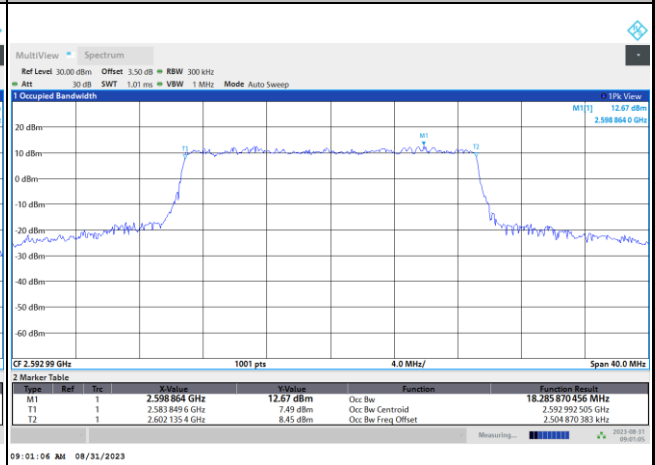 MultiView Spectrum
Ref Level 30.00 dBm Offset 3.50 dB RBW 300 kHz
Att 30 dB SWT 1.01 ms VBW 1 MHz Mode Auto Sweep
1 Occupied Bandwidth 1Pk View
M1[1] 12.67 dBm
2.598 864 0 GHz
20 dBm
M1
T1 T2
10 dBm
0 dBm
-10 dBm
-20 dBm
-30 dBm
-40 dBm
-50 dBm
-60 dBm
CF 2.592 99 GHz 1001 pts 4.0 MHz/ Span 40.0 MHz
2 Marker Table
Type Ref Trc X-Value Y-Value Function Function Result
M1 1 2.598 864 GHz 12.67 dBm Occ Bw 18.285 870 456 MHz
T1 1 2.583 849 6 GHz 7.49 dBm Occ Bw Centroid 2.592 992 505 GHz
T2 1 2.602 135 4 GHz 8.45 dBm Occ Bw Freq Offset 2.504 870 383 kHz
Measuring... 2023-08-31
09:01:05
09:01:06 AM 08/31/2023